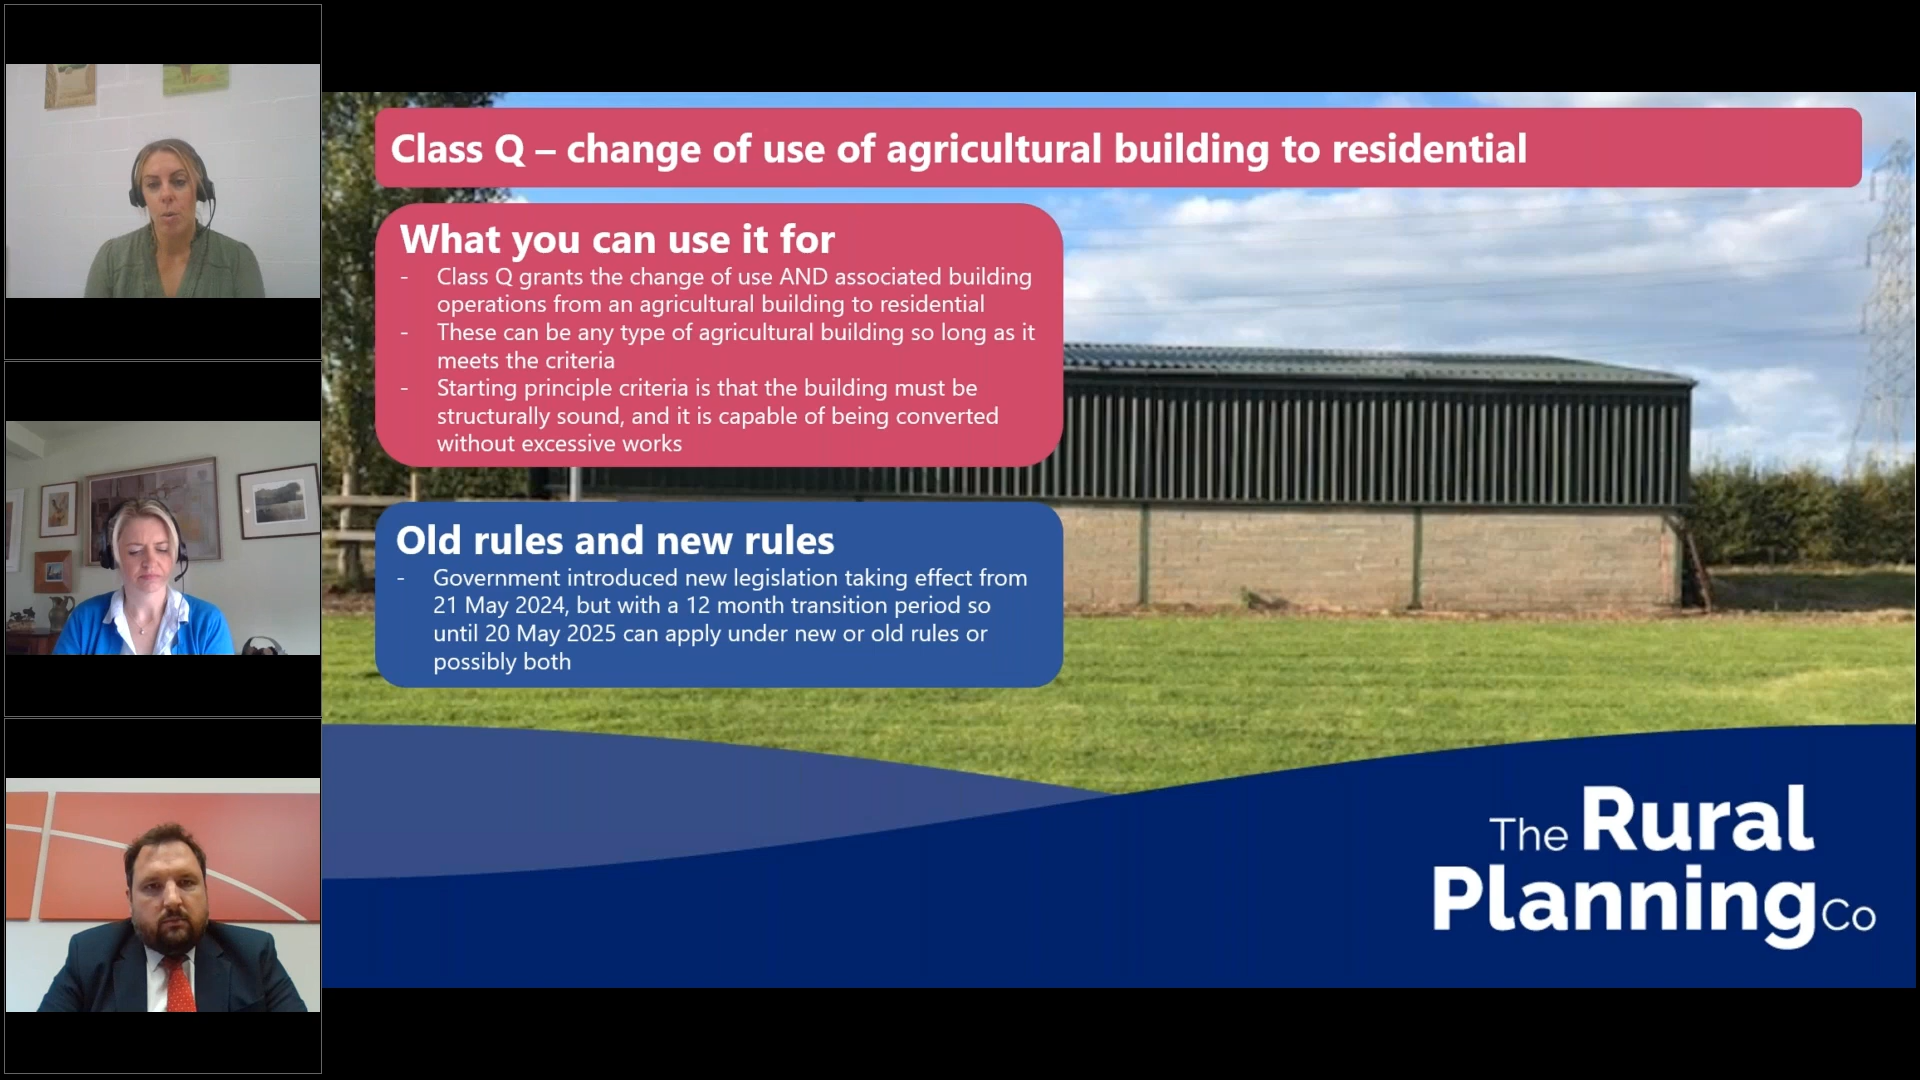 Class Q – change of use of agricultural building to residential
What you can use it for
- Class Q grants the change of use AND associated building
operations from an agricultural building to residential
- These can be any type of agricultural building so long as it
meets the criteria
- Starting principle criteria is that the building must be
structurally sound, and it is capable of being converted
without excessive works
Old rules and new rules
- Government introduced new legislation taking effect from
21 May 2024, but with a 12 month transition period so
until 20 May 2025 can apply under new or old rules or
possibly both
The Rural
Planning Co